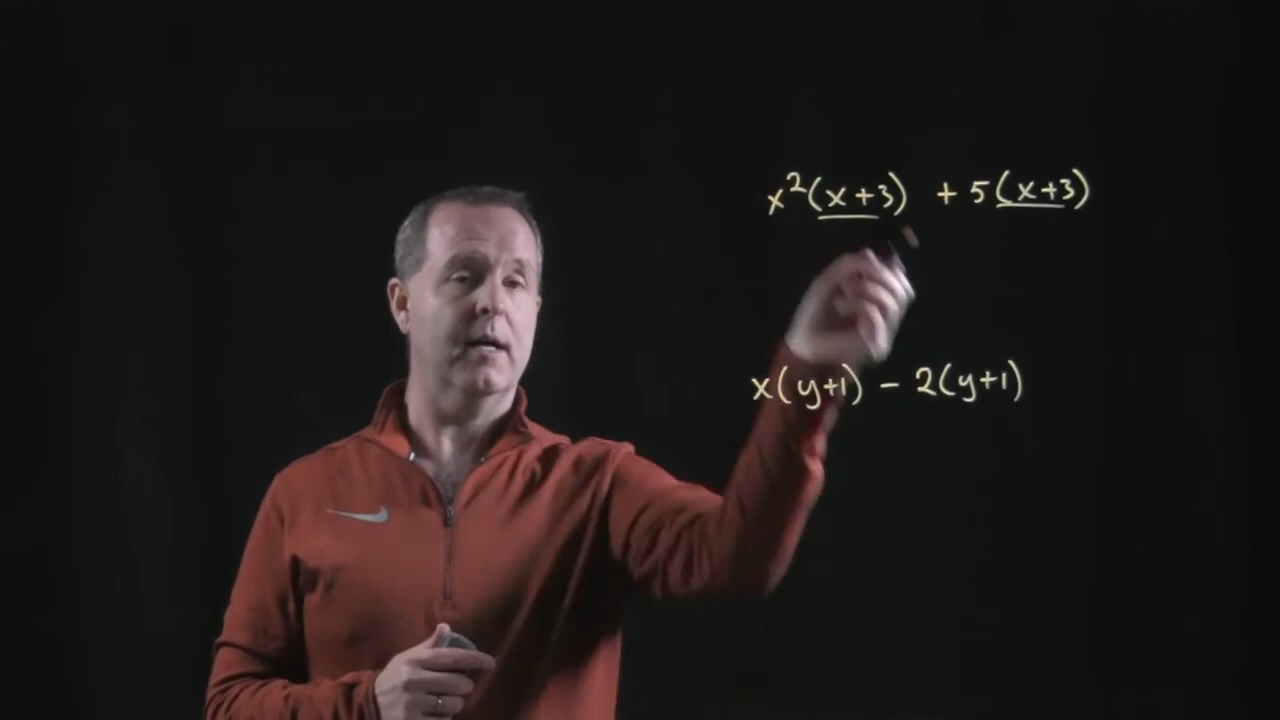 x²(x+3) + 5(x+3)
x(y+1) - 2(y+1)